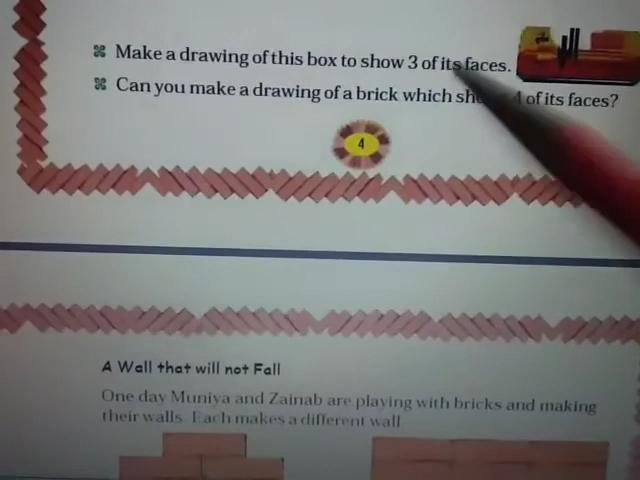 Make a drawing of this box to show 3 of its faces.
Can you make a drawing of a brick which 4 of its faces?
4
A Wall that will not Fall
One day Muniya and Zainab are playing with bricks and making
their walls. Each makes a different wall.